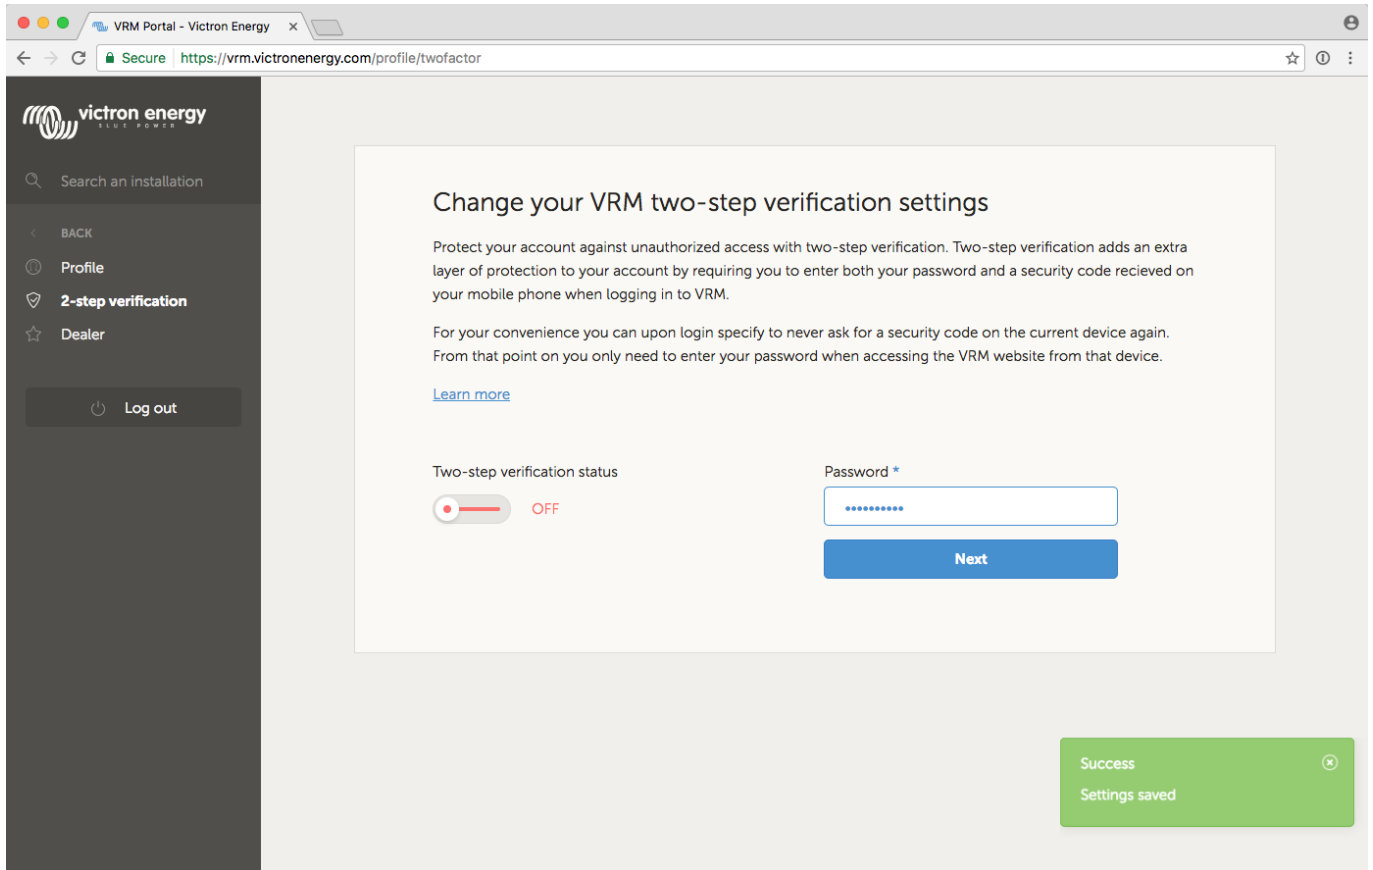 VRM Portal - Victron Energy
Secure https://vrm.victronenergy.com/profile/twofactor
victron energy
BLUE POWER
Search an installation
BACK
Profile
2-step verification
Dealer
Log out
Change your VRM two-step verification settings
Protect your account against unauthorized access with two-step verification. Two-step verification adds an extra
layer of protection to your account by requiring you to enter both your password and a security code recieved on
your mobile phone when logging in to VRM.
For your convenience you can upon login specify to never ask for a security code on the current device again.
From that point on you only need to enter your password when accessing the VRM website from that device.
Learn more
Two-step verification status
OFF
Password *
Next
Success
Settings saved